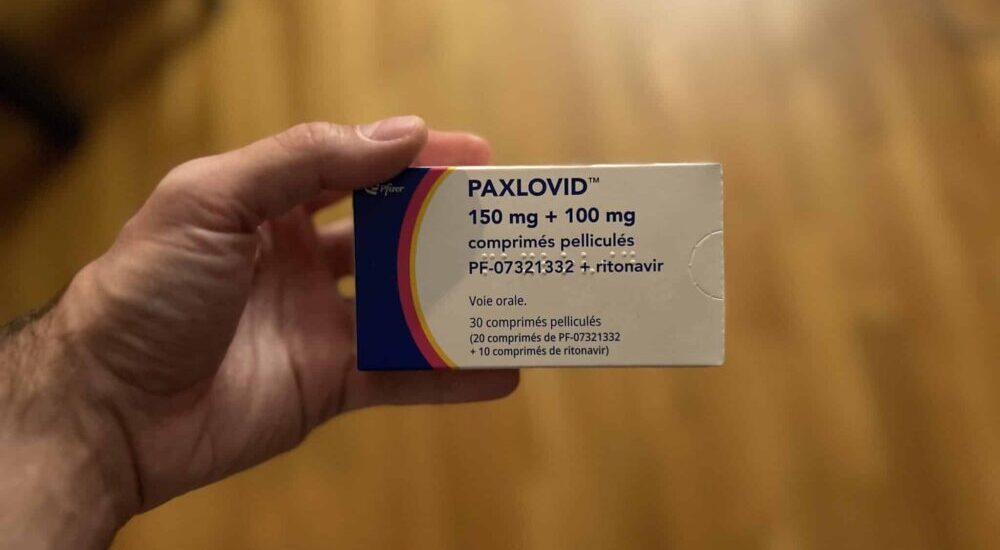 Pfizer
PAXLOVID™
150 mg + 100 mg
comprimés pelliculés
PF-07321332 + ritonavir
Voie orale.
30 comprimés pelliculés
(20 comprimés de PF-07321332
+ 10 comprimés de ritonavir)